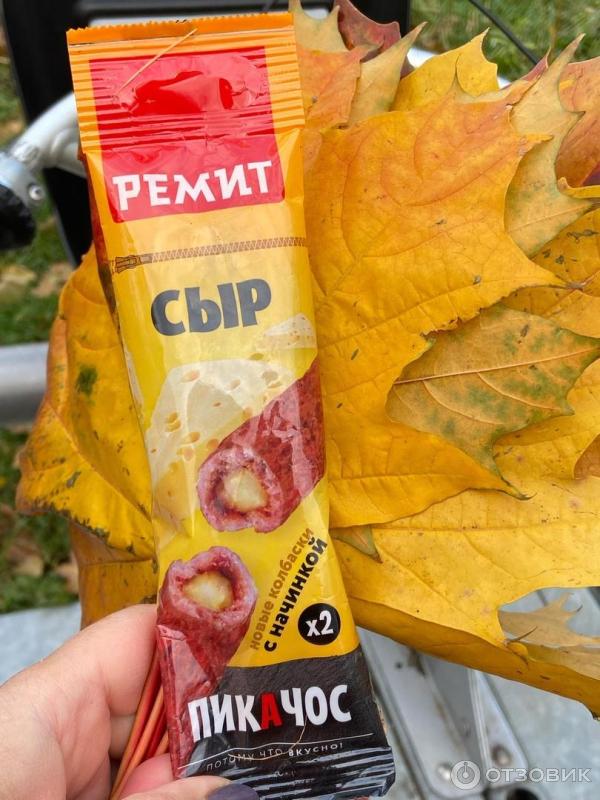 РЕМИТ
СЫР
новые колбаски
с начинкой
x2
ПИКАЧОС
ПОТОМУ ЧТО ВКУСНО!
ОТЗОВИК